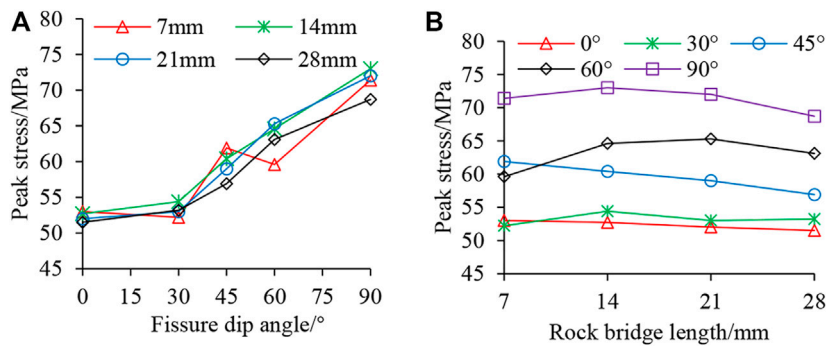 A
7mm 14mm
21mm 28mm
Peak stress/MPa
80
75
70
65
60
55
50
45
0 15 30 45 60 75 90
Fissure dip angle/°
B
0° 30° 45°
60° 90°
Peak stress/MPa
80
75
70
65
60
55
50
45
7 14 21 28
Rock bridge length/mm